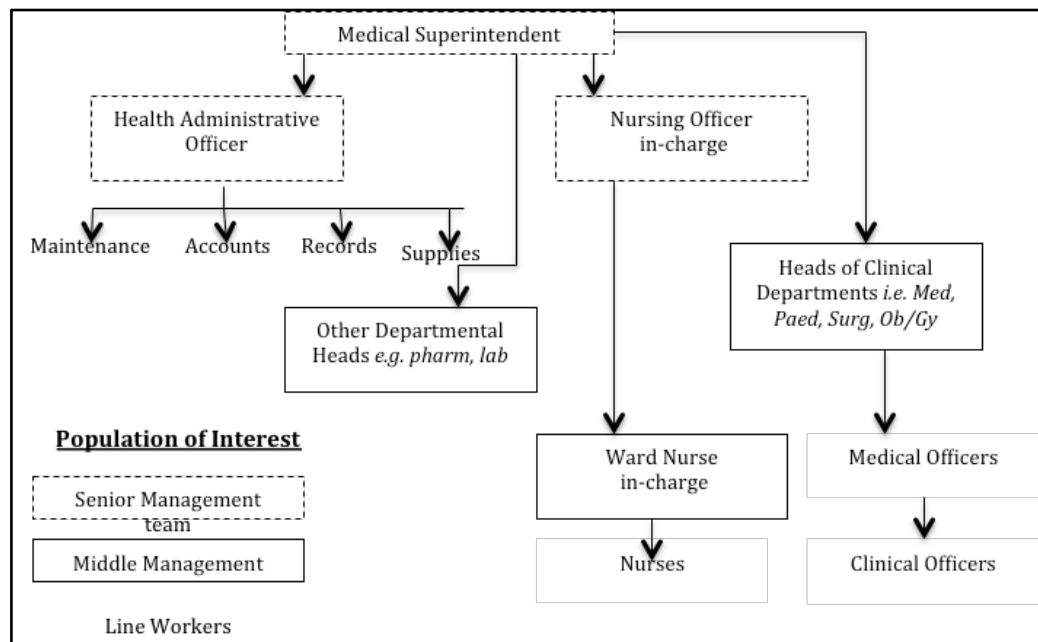 Medical Superintendent
Health Administrative
Officer
Nursing Officer
in-charge
Maintenance
Accounts
Records
Supplies
Heads of Clinical
Departments i.e. Med,
Paed, Surg, Ob/Gy
Other Departmental
Heads e.g. pharm, lab
Population of Interest
Ward Nurse
in-charge
Medical Officers
Senior Management
team
Middle Management
Nurses
Clinical Officers
Line Workers